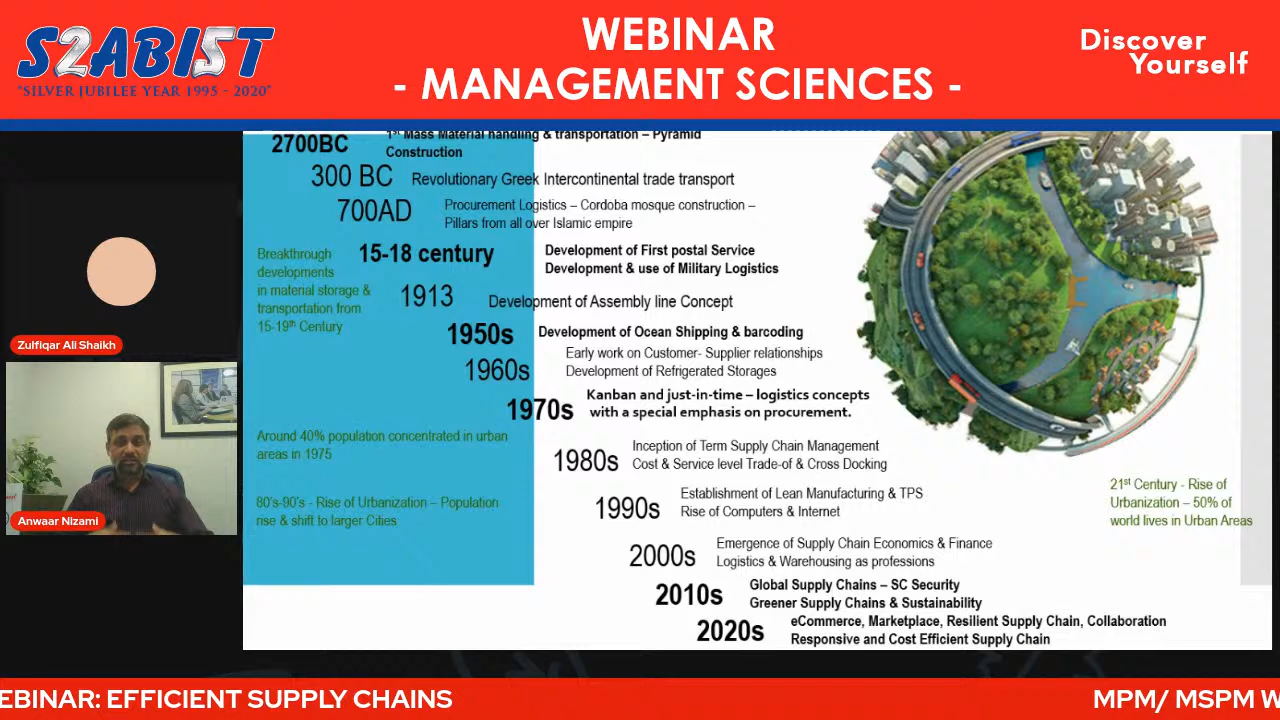 SZABIST
"SILVER JUBILEE YEAR 1995 - 2020"
WEBINAR
- MANAGEMENT SCIENCES -
Discover
Yourself
2700BC
1st Mass Material handling & transportation – Pyramid
Construction
300 BC
Revolutionary Greek Intercontinental trade transport
700AD
Procurement Logistics – Cordoba mosque construction –
Pillars from all over Islamic empire
Breakthrough
developments
in material storage &
transportation from
15-19th Century
15-18 century
Development of First postal Service
Development & use of Military Logistics
1913
Development of Assembly line Concept
1950s
Development of Ocean Shipping & barcoding
1960s
Early work on Customer- Supplier relationships
Development of Refrigerated Storages
1970s
Kanban and just-in-time – logistics concepts
with a special emphasis on procurement.
Around 40% population concentrated in urban
areas in 1975
1980s
Inception of Term Supply Chain Management
Cost & Service level Trade-of & Cross Docking
80's-90's - Rise of Urbanization – Population
rise & shift to larger Cities
1990s
Establishment of Lean Manufacturing & TPS
Rise of Computers & Internet
21st Century - Rise of
Urbanization – 50% of
world lives in Urban Areas
2000s
Emergence of Supply Chain Economics & Finance
Logistics & Warehousing as professions
2010s
Global Supply Chains – SC Security
Greener Supply Chains & Sustainability
2020s
eCommerce, Marketplace, Resilient Supply Chain, Collaboration
Responsive and Cost Efficient Supply Chain
Zulfiqar Ali Shaikh
Anwaar Nizami
EBINAR: EFFICIENT SUPPLY CHAINS
MPM/ MSPM W